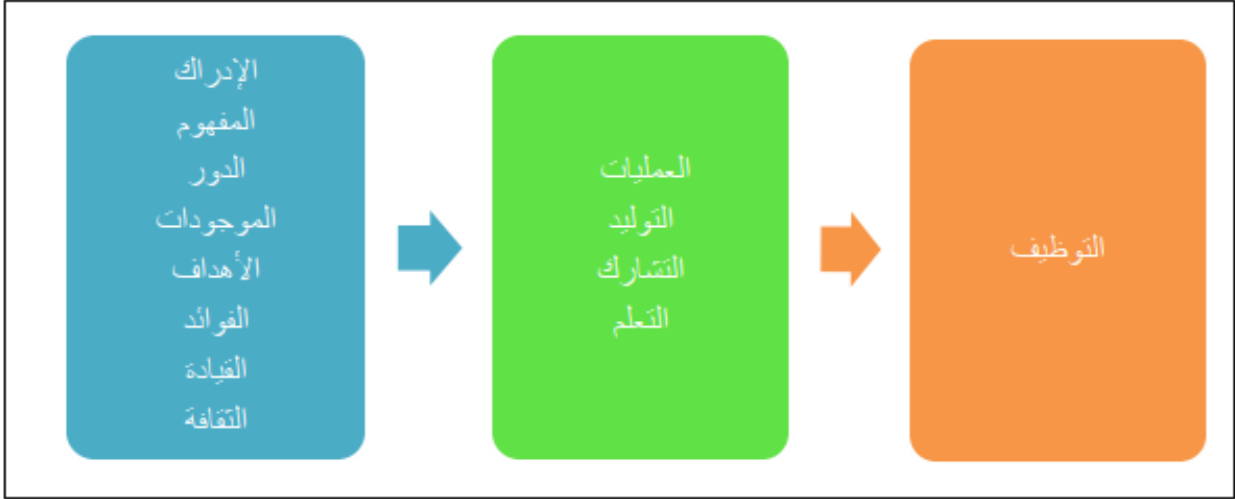 الإدراك
المفهوم
الدور
الموجودات
الأهداف
الفوائد
القيادة
الثقافة
العمليات
التوليد
التشارك
التعلم
التوظيف